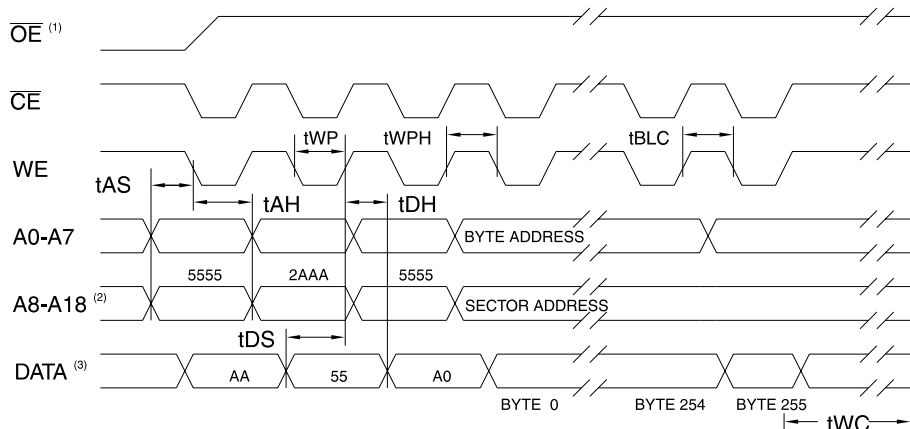 OE (1)
CE
tWP tWPH tBLC
WE
tAS tAH tDH
A0-A7 BYTE ADDRESS
5555 2AAA 5555
A8-A18 (2) SECTOR ADDRESS
tDS
DATA (3) AA 55 A0
BYTE 0 BYTE 254 BYTE 255
tWC